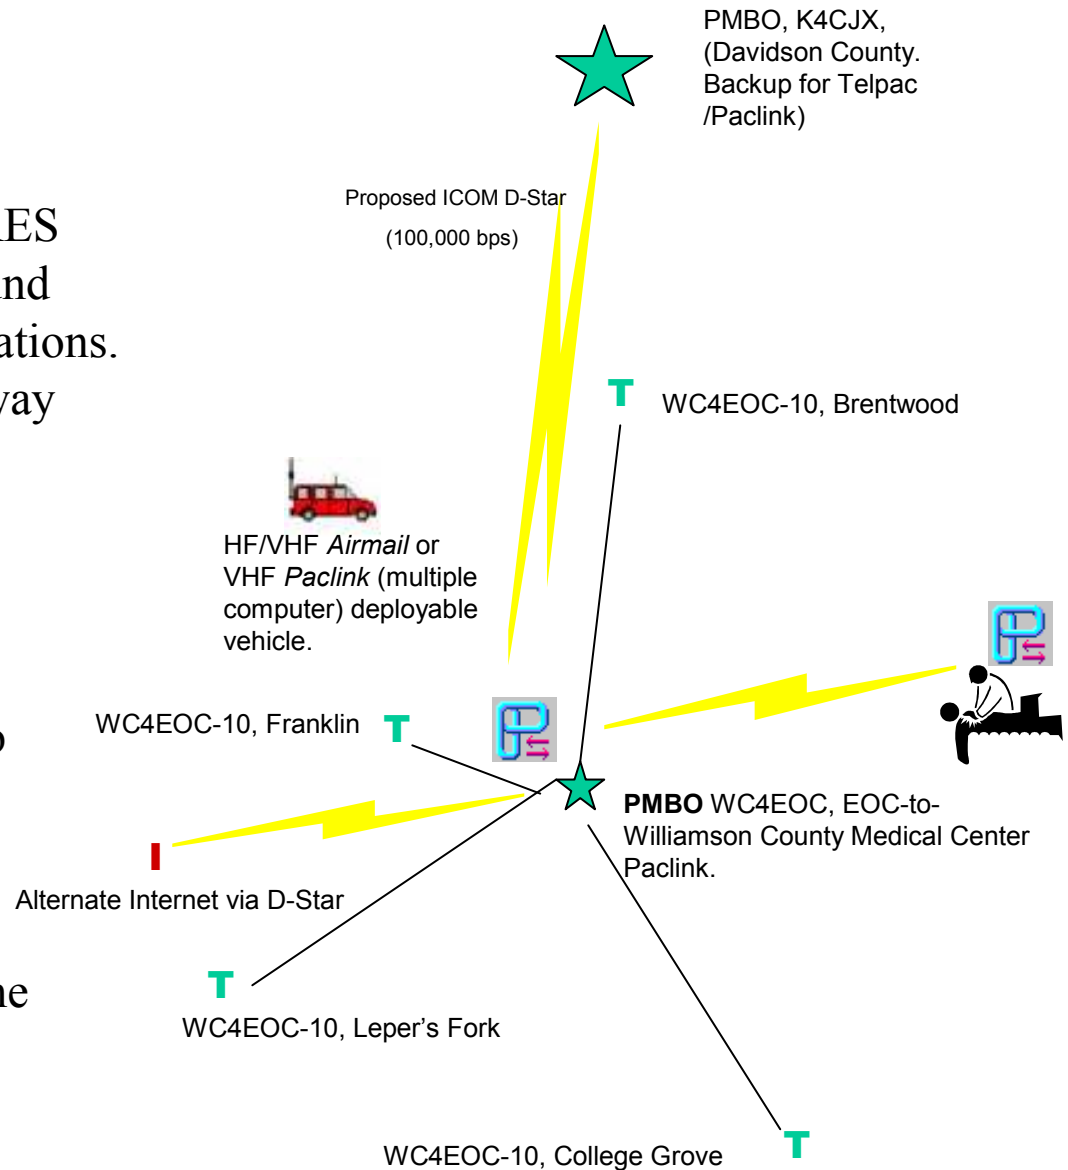 PMBO, K4CJX,
(Davidson County.
Backup for Telpac
/Paclink)
Proposed ICOM D-Star
(100,000 bps)
T
WC4EOC-10, Brentwood
HF/VHF Airmail or
VHF Paclink (multiple
computer) deployable
vehicle.
WC4EOC-10, Franklin
T
PMBO WC4EOC, EOC-to-
Williamson County Medical Center
Paclink.
I
Alternate Internet via D-Star
T
WC4EOC-10, Leper's Fork
WC4EOC-10, College Grove
T